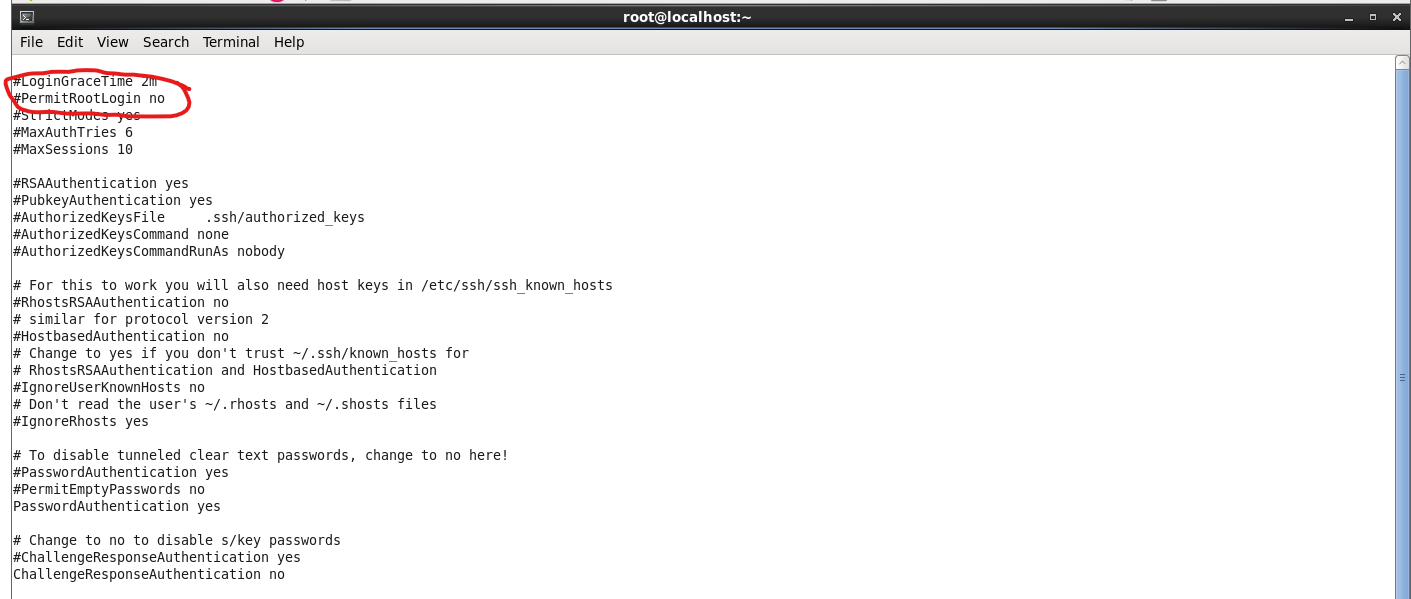 root@localhost:~
File Edit View Search Terminal Help
#LoginGraceTime 2m
#PermitRootLogin no
#StrictModes yes
#MaxAuthTries 6
#MaxSessions 10
#RSAAuthentication yes
#PubkeyAuthentication yes
#AuthorizedKeysFile     .ssh/authorized_keys
#AuthorizedKeysCommand none
#AuthorizedKeysCommandRunAs nobody
# For this to work you will also need host keys in /etc/ssh/ssh_known_hosts
#RhostsRSAAuthentication no
# similar for protocol version 2
#HostbasedAuthentication no
# Change to yes if you don't trust ~/.ssh/known_hosts for
# RhostsRSAAuthentication and HostbasedAuthentication
#IgnoreUserKnownHosts no
# Don't read the user's ~/.rhosts and ~/.shosts files
#IgnoreRhosts yes
# To disable tunneled clear text passwords, change to no here!
#PasswordAuthentication yes
#PermitEmptyPasswords no
PasswordAuthentication yes
# Change to no to disable s/key passwords
#ChallengeResponseAuthentication yes
ChallengeResponseAuthentication no